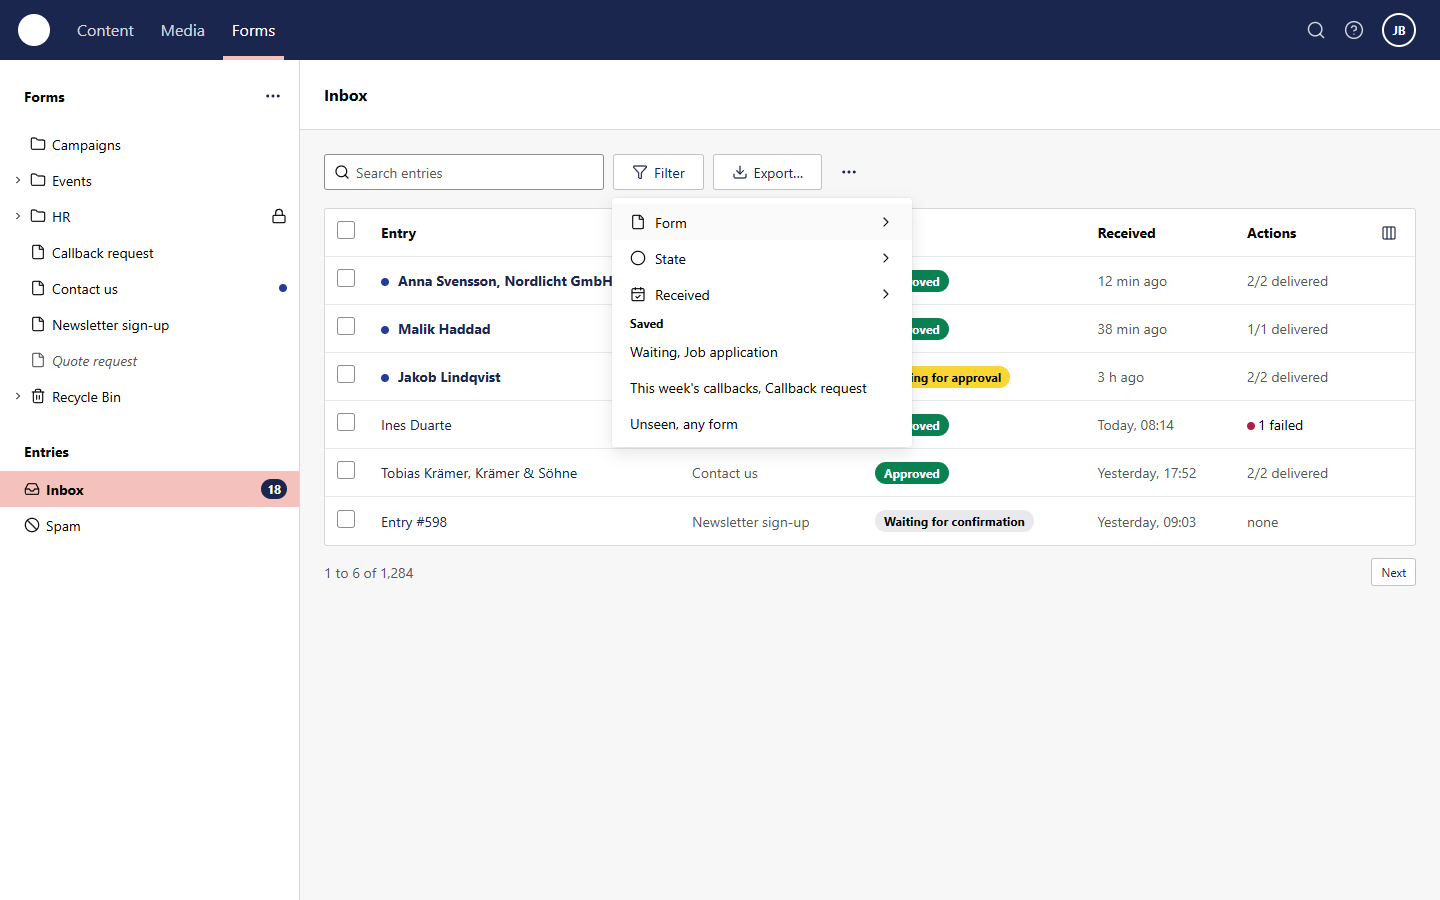 Content Media Forms JB
Forms
Campaigns
Events
HR
Callback request
Contact us
Newsletter sign-up
Quote request
Recycle Bin
Entries
Inbox 18
Spam
Inbox
Search entries Filter Export...
Form
State
Received
Saved
Waiting, Job application
This week's callbacks, Callback request
Unseen, any form
Entry Received Actions
Anna Svensson, Nordlicht GmbH 12 min ago 2/2 delivered
Malik Haddad 38 min ago 1/1 delivered
Jakob Lindqvist for approval 3 h ago 2/2 delivered
Ines Duarte Today, 08:14 1 failed
Tobias Krämer, Krämer & Söhne Contact us Approved Yesterday, 17:52 2/2 delivered
Entry #598 Newsletter sign-up Waiting for confirmation Yesterday, 09:03 none
1 to 6 of 1,284 Next